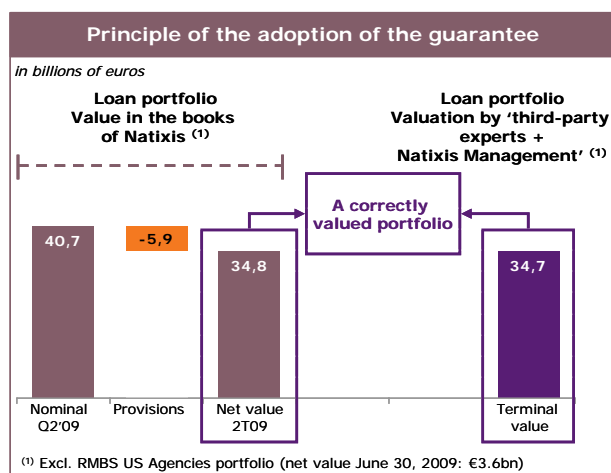 Principle of the adoption of the guarantee
in billions of euros
Loan portfolio
Value in the books
of Natixis (1)
Loan portfolio
Valuation by ‘third-party
experts +
Natixis Management’ (1)
A correctly
valued portfolio
40,7
-5,9
34,8
34,7
Nominal
Q2'09
Provisions
Net value
2T09
Terminal
value
(1) Excl. RMBS US Agencies portfolio (net value June 30, 2009: €3.6bn)